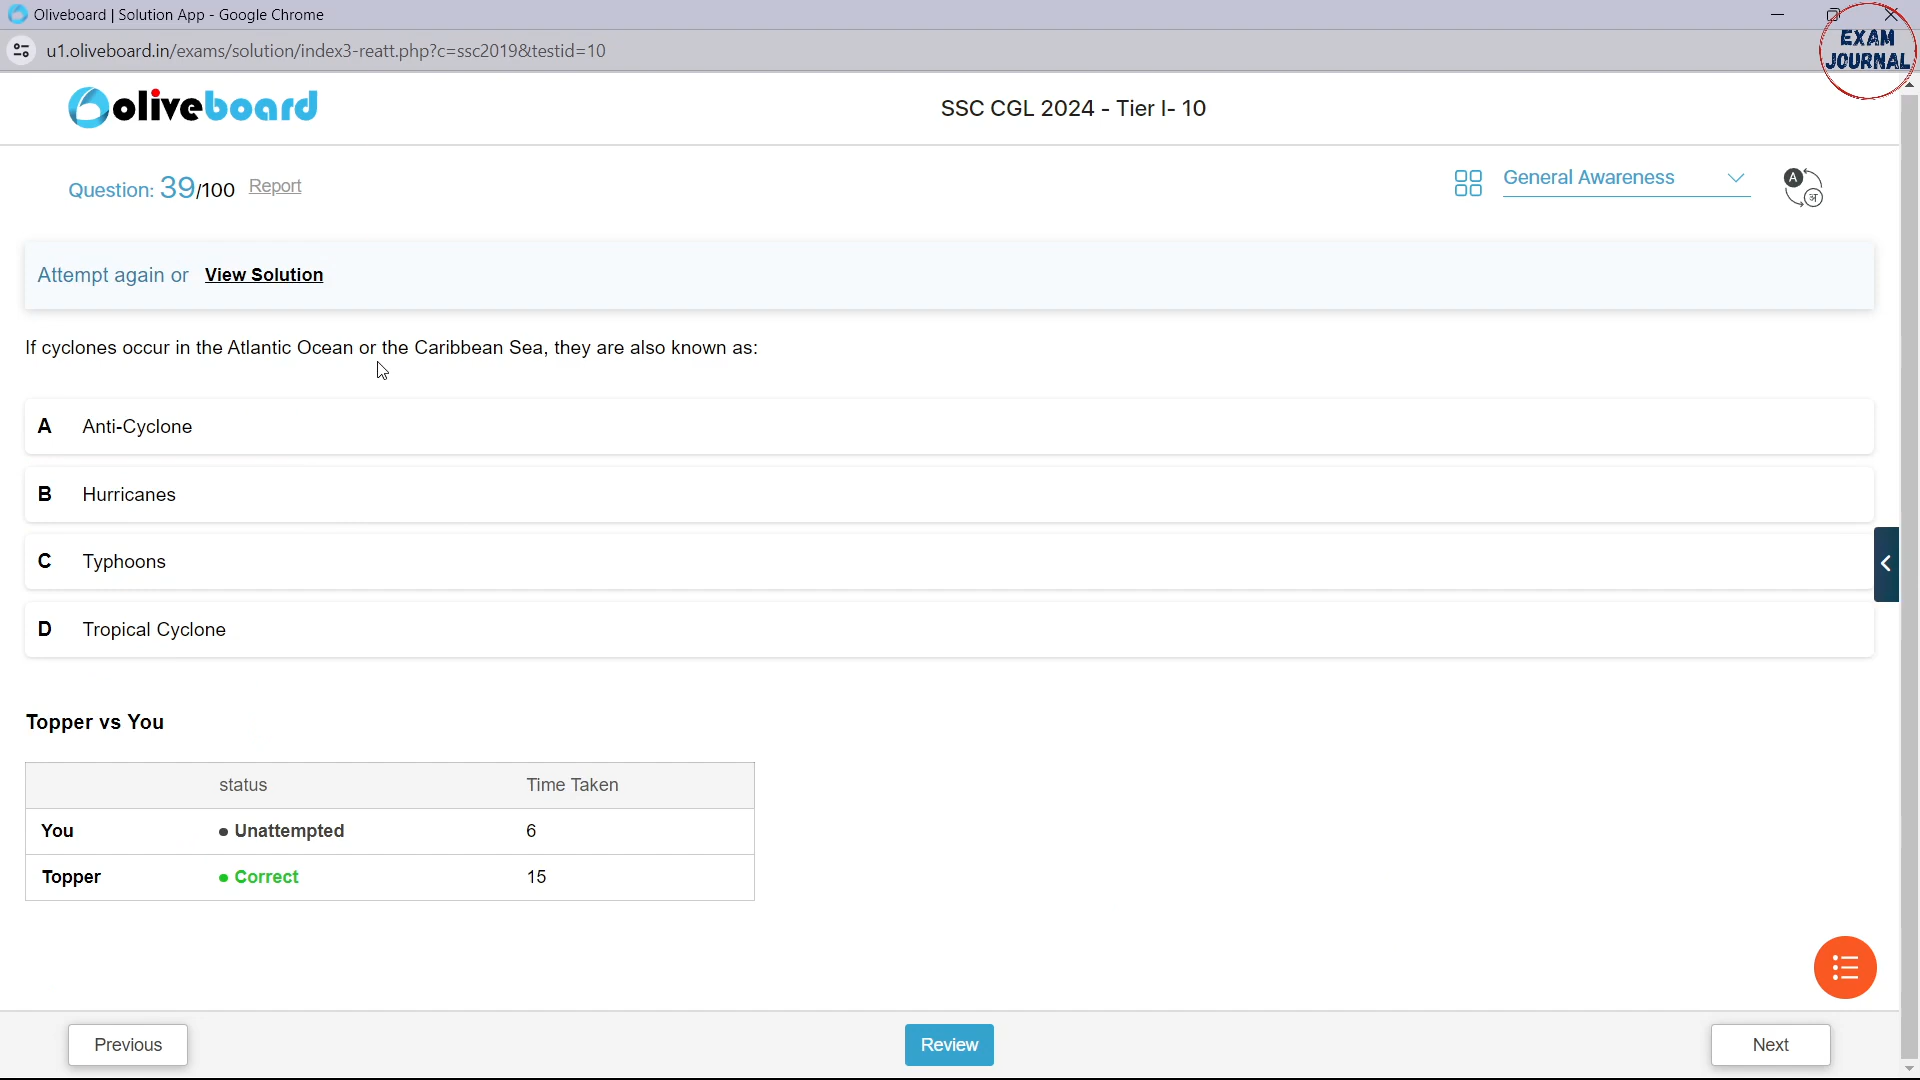 Oliveboard | Solution App - Google Chrome
u1.oliveboard.in/exams/solution/index3-reatt.php?c=ssc2019&testid=10
EXAM
JOURNAL
oliveboard
SSC CGL 2024 - Tier I- 10
Question: 39/100 Report
General Awareness
A
अ
Attempt again or View Solution
If cyclones occur in the Atlantic Ocean or the Caribbean Sea, they are also known as:
A Anti-Cyclone
B Hurricanes
C Typhoons
D Tropical Cyclone
Topper vs You
status Time Taken
You Unattempted 6
Topper Correct 15
Previous Review Next